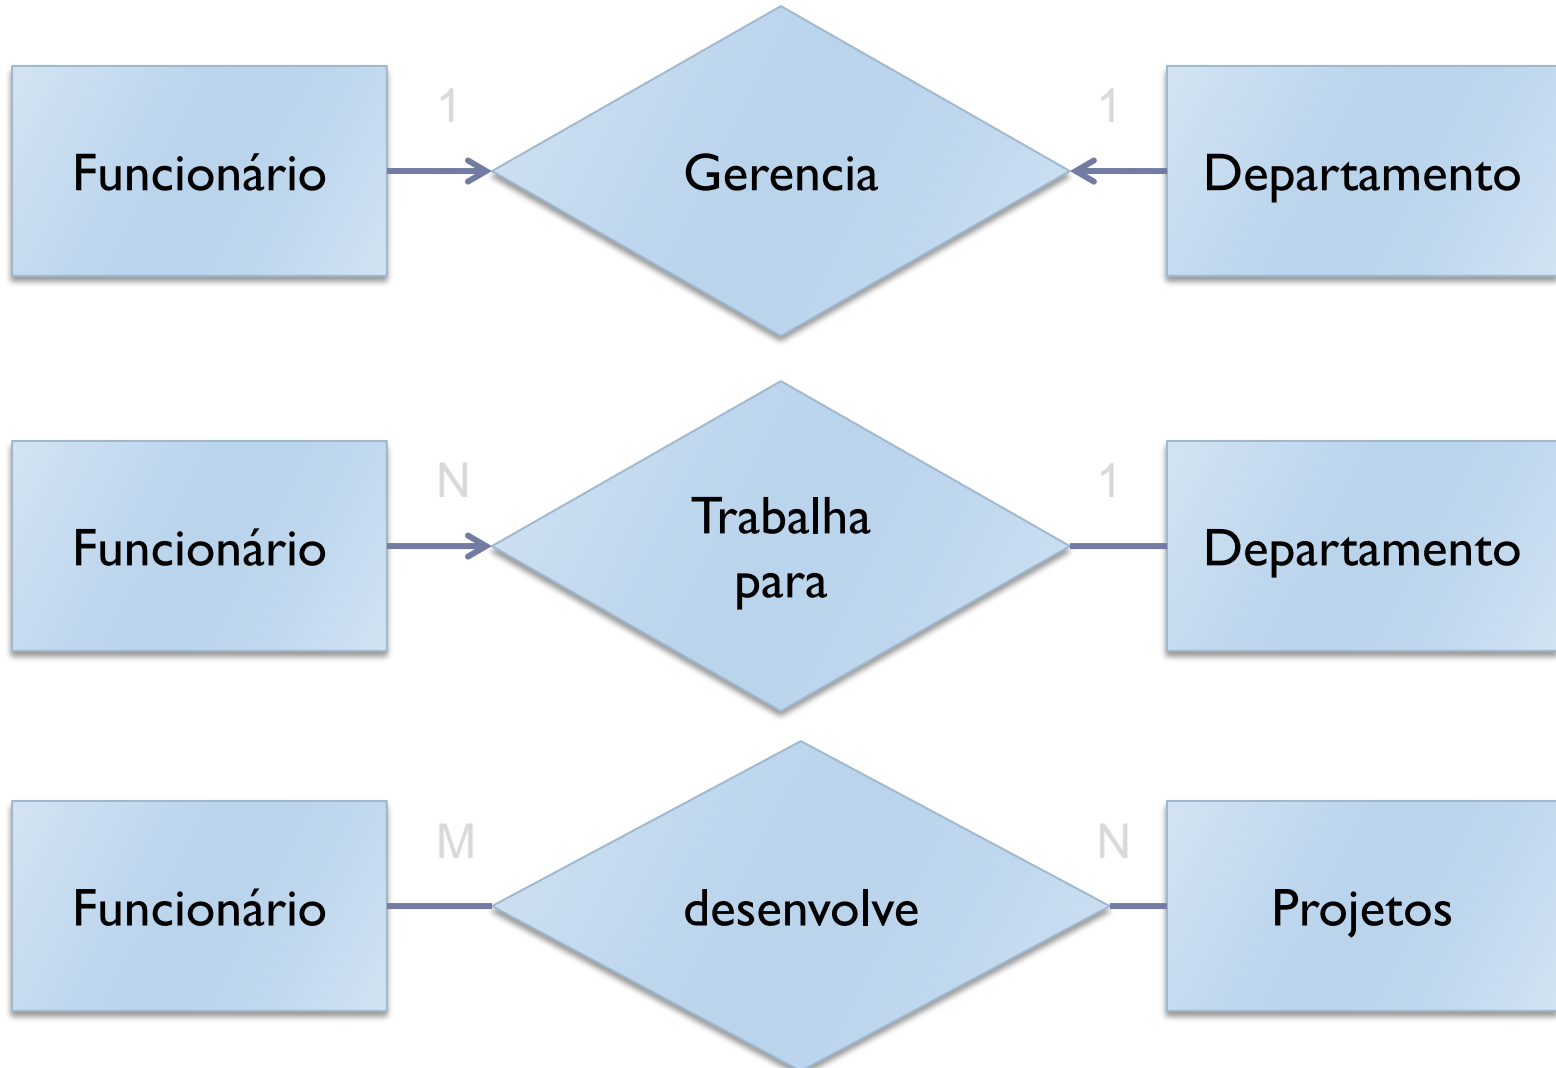 1
1
Funcionário
Gerencia
Departamento
N
1
Funcionário
Trabalha
para
Departamento
M
N
Funcionário
desenvolve
Projetos